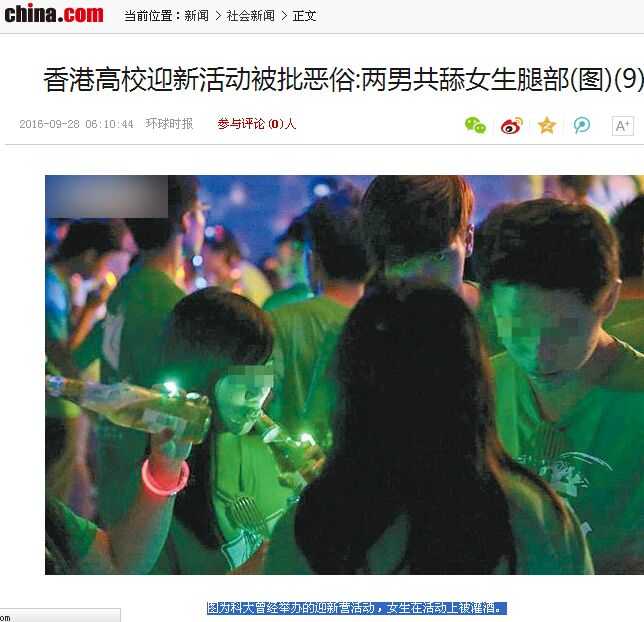 china.com
当前位置：新闻 > 社会新闻 > 正文
香港高校迎新活动被批恶俗:两男共舔女生腿部(图)(9)
2016-09-28 06:10:44 环球时报 参与评论(0)人
A+
图为科大曾经举办的迎新营活动，女生在活动上被灌酒。
om